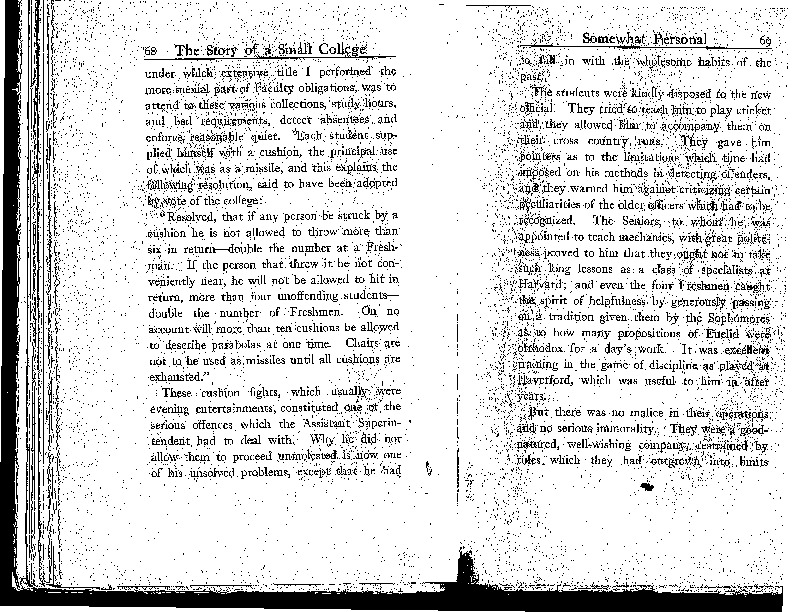 68 The Story of a Small College
under which extensive title I performed the
more menial part of Faculty obligations, was to
attend to these various collections, study hours,
and bed requirements, detect absentees and
enforce reasonable quiet. Each student sup-
plied himself with a cushion, the principal use
of which was as a missile, and this explains the
following resolution, said to have been adopted
by vote of the college:
"Resolved, that if any person be struck by a
cushion he is not allowed to throw more than
six in return—double the number at a Fresh-
man. If the person that threw it be not con-
veniently near, he will not be allowed to hit in
return, more than four unoffending students—
double the number of Freshmen. On no
account will more than ten cushions be allowed
to describe parabolas at one time. Chairs are
not to be used as missiles until all cushions are
exhausted."
These cushion fights, which usually were
evening entertainments, constituted one of the
serious offences which the Assistant Superin-
tendent had to deal with. Why he did not
allow them to proceed unmolested is now one
of his unsolved problems, except that he had
Somewhat Personal 69
to fall in with the wholesome habits of the
past.
The students were kindly disposed to the new
official. They tried to teach him to play cricket
and they allowed him to accompany them on
their cross country runs. They gave him
pointers as to the limitations which time had
imposed on his methods in detecting offenders,
and they warned him against criticizing certain
peculiarities of the older officers which had to be
recognized. The Seniors, to whom he was
appointed to teach mechanics, with great polite-
ness proved to him that they ought not to take
such long lessons as a class of specialists at
Harvard; and even the four Freshmen caught
the spirit of helpfulness by generously passing
on a tradition given them by the Sophomores
as to how many propositions of Euclid were
orthodox for a day's work. It was excellent
training in the game of discipline as played at
Haverford, which was useful to him in after
years.
But there was no malice in their operations
and no serious immorality. They were a good-
natured, well-wishing company, restrained by
rules which they had outgrown into limits